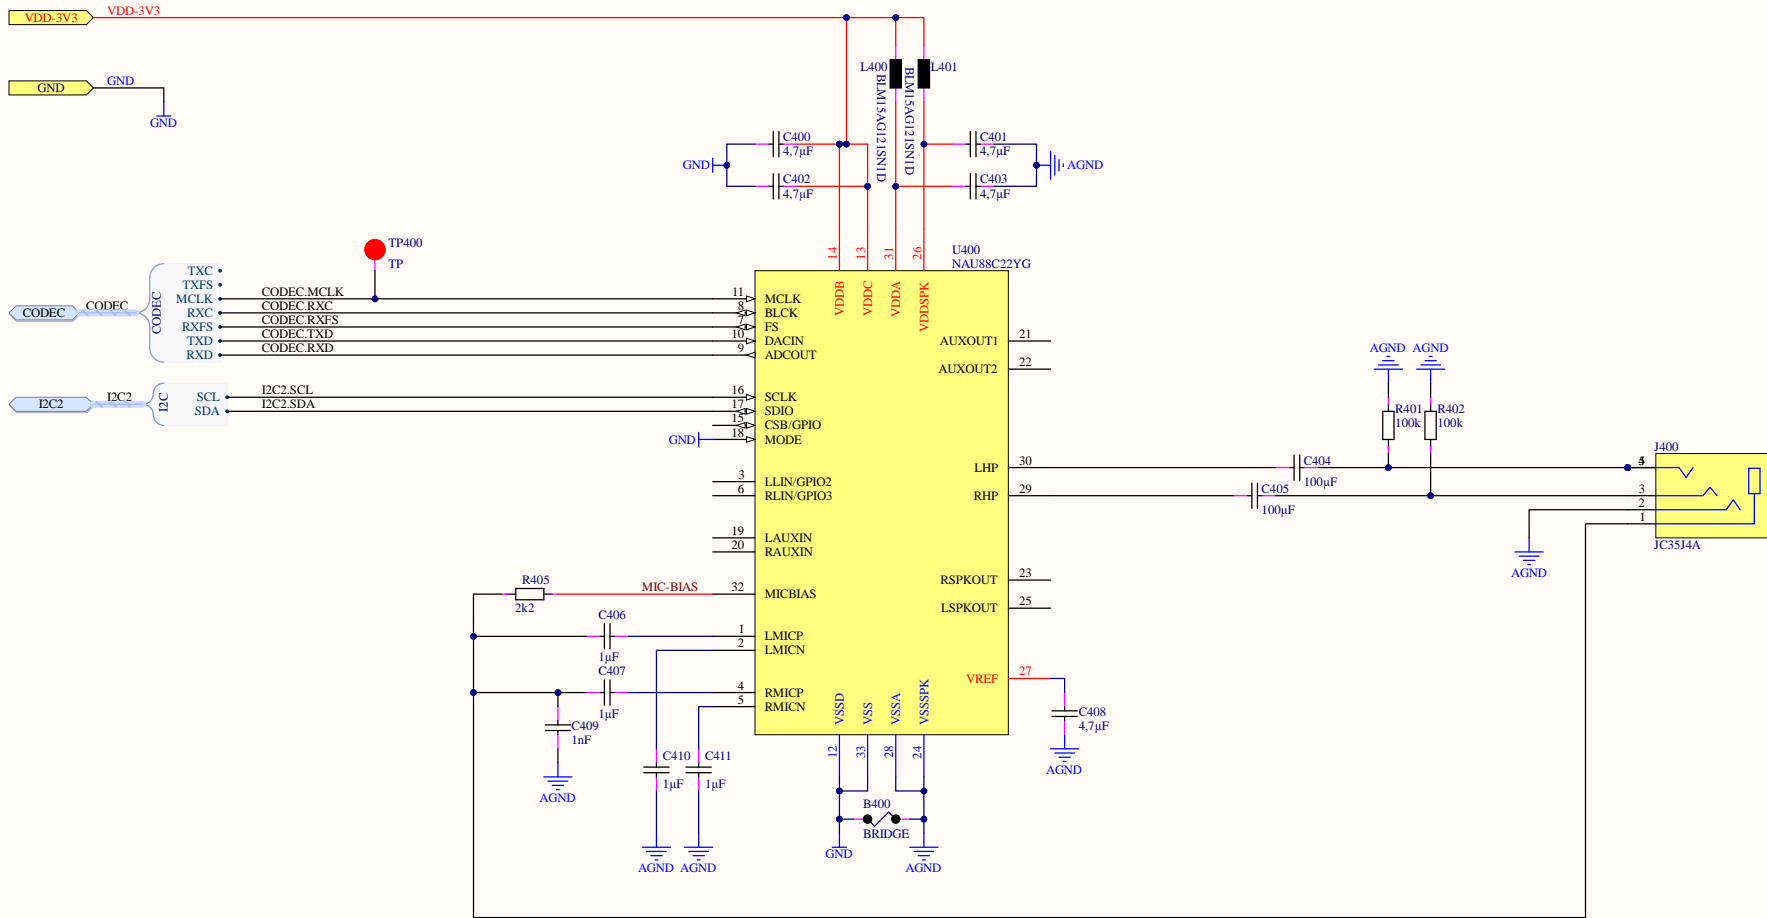 VDD-3V3
VDD-3V3
GND
GND
GND
L400
BLM15AG121SN1D
BLM15AG121SN1D
L401
C400
4,7µF
C401
4,7µF
GND
AGND
C402
4,7µF
C403
4,7µF
TP400
TP
U400
NAU88C22YG
14
13
31
26
VDDB
VDDC
VDDA
VDDSPK
CODEC
CODEC
CODEC
TXC
TXFS
MCLK
CODEC.MCLK
11
MCLK
RXC
CODEC.RXC
8
BLCK
RXFS
CODEC.RXFS
7
FS
TXD
CODEC.TXD
10
DACIN
RXD
CODEC.RXD
9
ADCOUT
I2C2
I2C2
I2C
SCL
I2C2.SCL
16
SCLK
SDA
I2C2.SDA
17
SDIO
15
CSB/GPIO
GND
18
MODE
3
LLIN/GPIO2
6
RLIN/GPIO3
19
LAUXIN
20
RAUXIN
R405
2k2
MIC-BIAS
32
MICBIAS
C406
1µF
1
LMICP
2
LMICN
C407
1µF
4
RMICP
5
RMICN
C409
1nF
AGND
C410
1µF
AGND
C411
1µF
AGND
AUXOUT1
21
AUXOUT2
22
LHP
30
RHP
29
RSPKOUT
23
LSPKOUT
25
VREF
27
C408
4,7µF
AGND
VSSD
VSS
VSSA
VSSSPK
12
33
28
24
B400
BRIDGE
GND
AGND
AGND
AGND
R401
100k
R402
100k
C404
100µF
C405
100µF
J400
3
2
1
JC35J4A
AGND